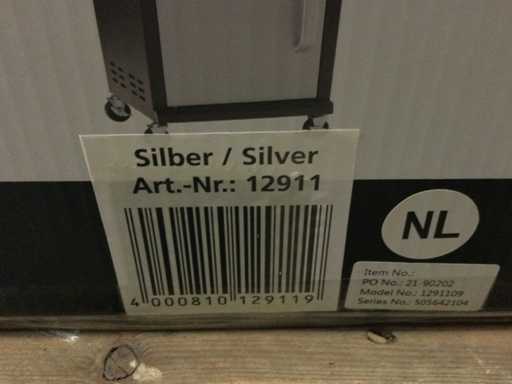 Silber / Silver
Art.-Nr.: 12911
4 000810 129119
NL
Item No.:
PO No.: 21-90202
Model No.: 1291109
Series No.: 505642104